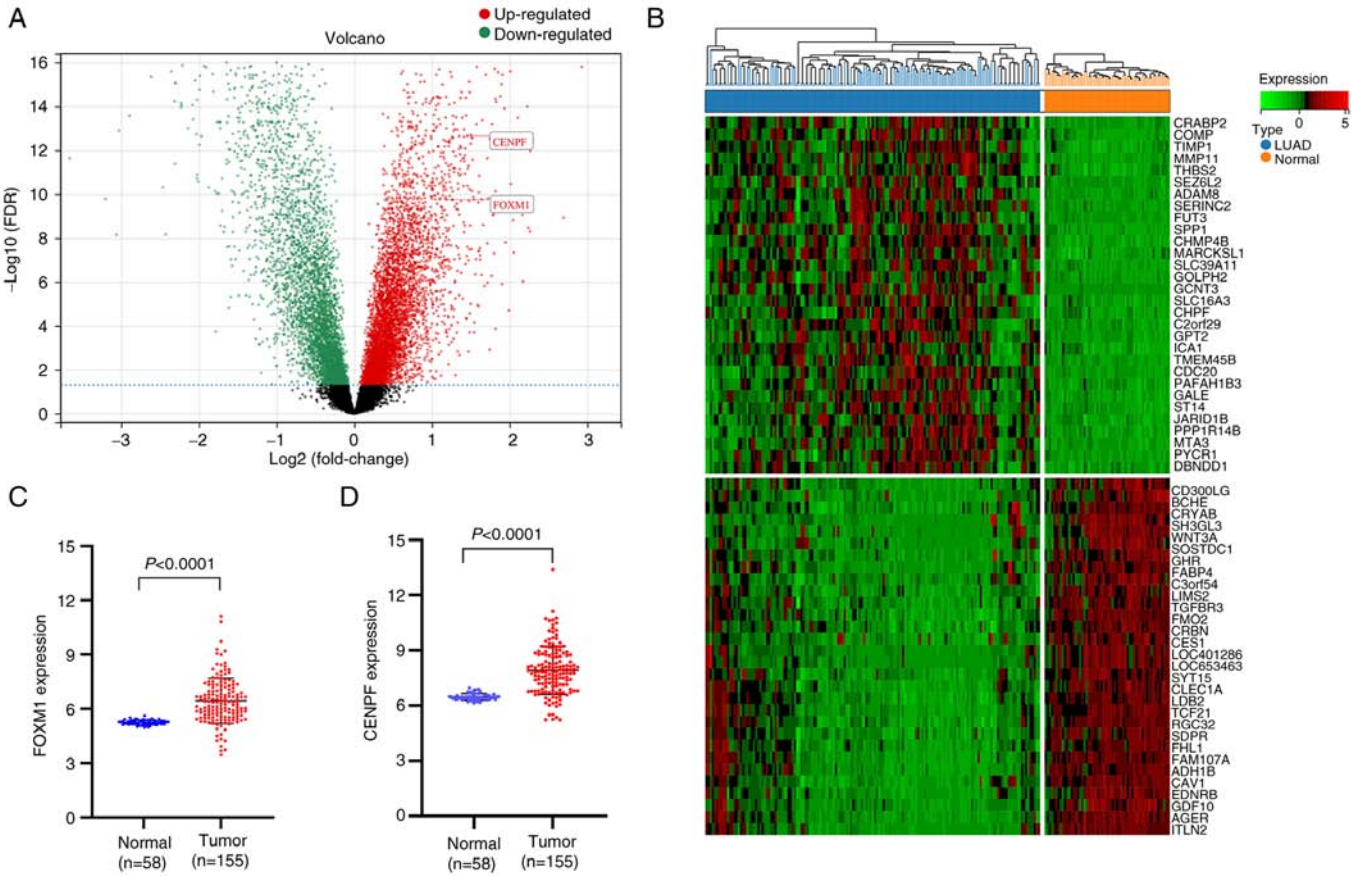 A
Volcano
Up-regulated
Down-regulated
16
14
12
10
8
6
4
2
0
−Log10 (FDR)
CENPF
FOXM1
−3
−2
−1
0
1
2
3
Log2 (fold-change)
B
Expression
0
5
Type
LUAD
Normal
CRABP2
COMP
TIMP1
MMP11
THBS2
SEZ6L2
ADAM8
SERINC2
FUT3
SPP1
CHMP4B
MARCKSL1
SLC39A11
GOLPH2
GCNT3
SLC16A3
CHPF
C2orf29
GPT2
ICA1
TMEM45B
CDC20
PAFAH1B3
GALE
ST14
JARID1B
PPP1R14B
MTA3
PYCR1
DBNDD1
CD300LG
BCHE
CRYAB
SH3GL3
WNT3A
SOSTDC1
GHR
FABP4
C3orf54
LIMS2
TGFBR3
FMO2
CRBN
CES1
LOC401286
LOC653463
SYT15
CLEC1A
LDB2
TCF21
RGC32
SDPR
FHL1
FAM107A
ADH1B
CAV1
EDNRB
GDF10
AGER
ITLN2
C
P<0.0001
15
12
9
6
3
0
FOXM1 expression
Normal
(n=58)
Tumor
(n=155)
D
P<0.0001
15
12
9
6
3
0
CENPF expression
Normal
(n=58)
Tumor
(n=155)